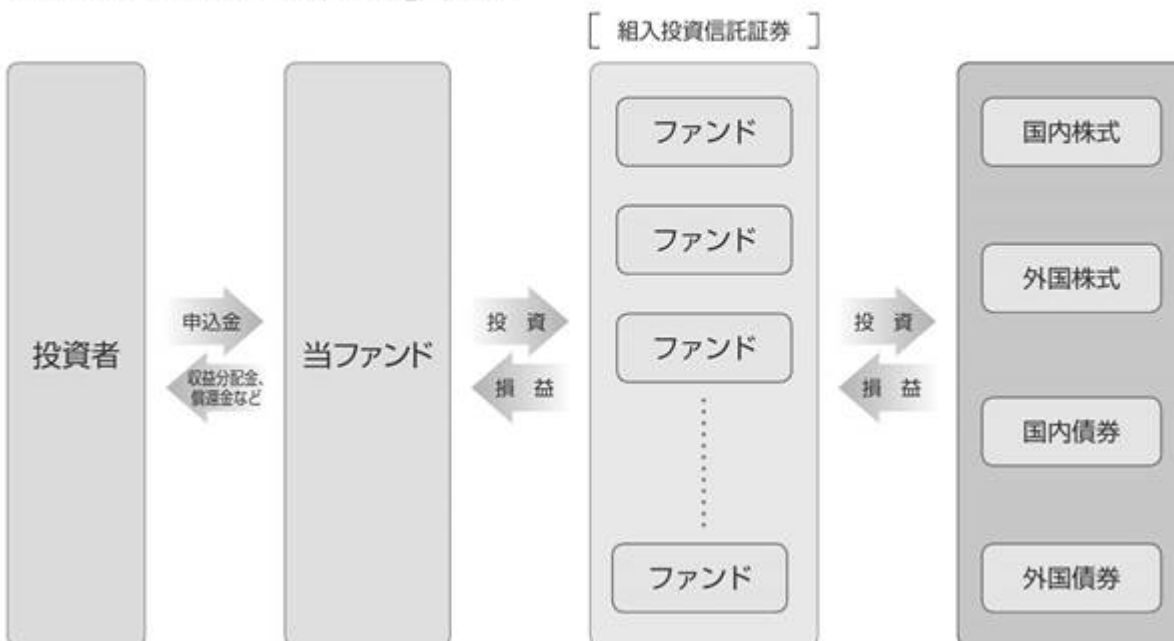 [組入投資信託証券]
投資者
申込金
収益分配金、
償還金など
当ファンド
投 資
損 益
ファンド
ファンド
ファンド
ファンド
投 資
損 益
国内株式
外国株式
国内債券
外国債券